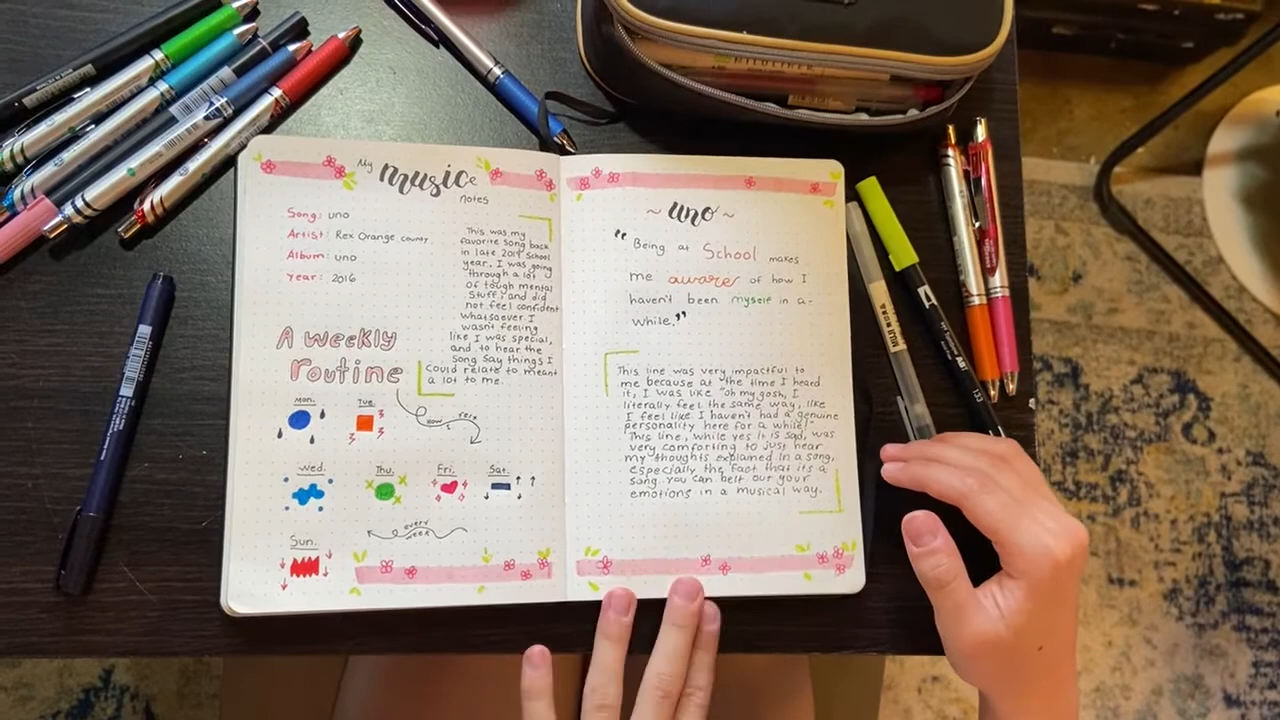 My music
notes
Song: uno
Artist: Rex Orange county
Album: uno
Year: 2016
This was my
favorite song back
in late 2019 School
year. I was going
through a lot
of tough mental
Stuff, and did
not feel confident
whatsoever. I
wasn't feeling
like I was special,
and to hear the
song say things I
could relate to meant
a lot to me.
A weekly
routine
Mon.
Tue.
Wed.
Thu.
Fri.
Sat.
every
week
Sun.
~ uno ~
"Being at School makes
me aware of how I
haven't been myself in a-
while."
This line was very impactful to
me because at the time I heard
it, I was like "oh my gosh, I
literally feel the same way, like
I feel like I haven't had a genuine
personality here for a while!"
This line, while yes it is sad, was
very comforting to just hear
my thoughts explained in a song,
especially the fact that it's a
song you can belt out your
emotions in a musical way.
MUJI
133